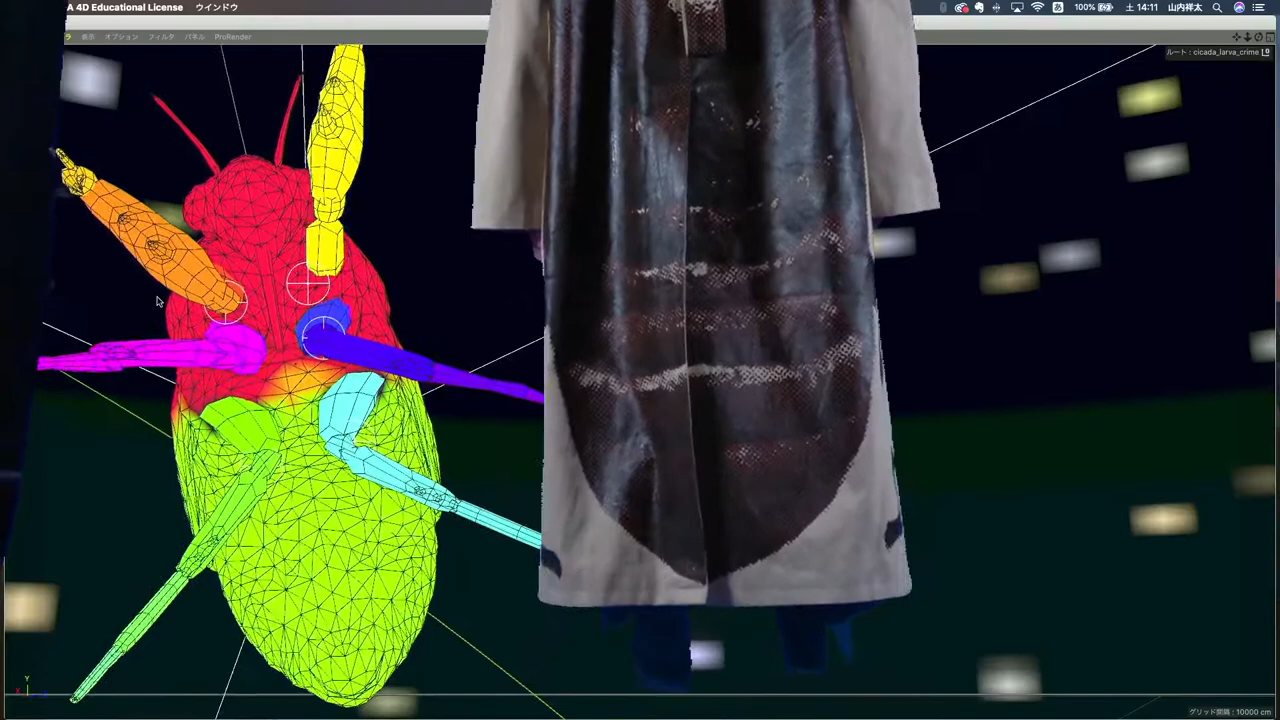 A 4D Educational License ウインドウ
100% 土 14:11 山内祥太
ラ 表示 オプション フィルタ パネル ProRender
ルート : cicada_larva_crime
Y
X
グリッド間隔 : 10000 cm